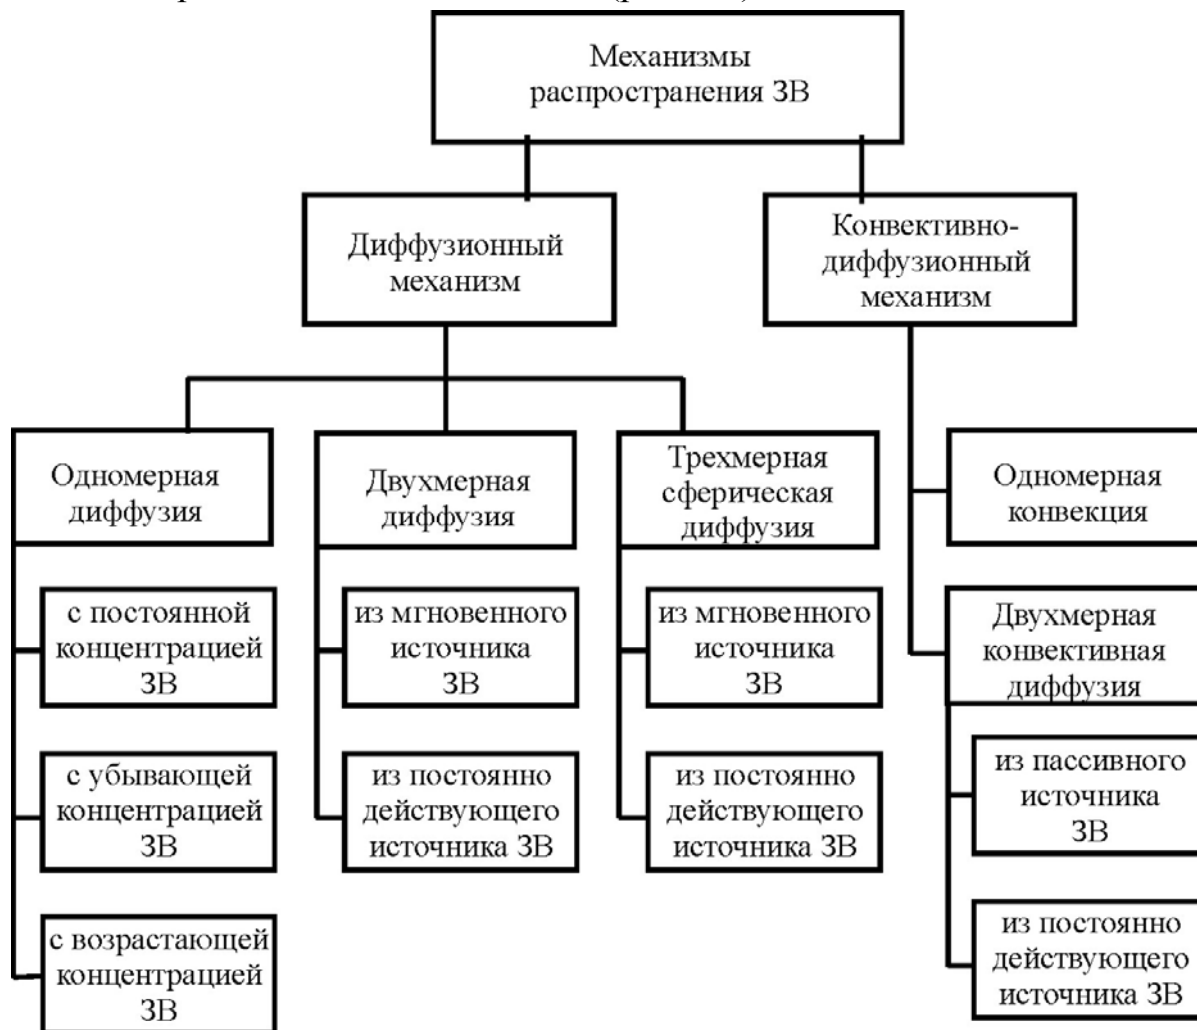 Механизмы
распространения ЗВ
Диффузионный
механизм
Конвективно-
диффузионный
механизм
Одномерная
диффузия
с постоянной
концентрацией
ЗВ
с убывающей
концентрацией
ЗВ
с возрастающей
концентрацией
ЗВ
Двухмерная
диффузия
из мгновенного
источника
ЗВ
из постоянно
действующего
источника ЗВ
Трехмерная
сферическая
диффузия
из мгновенного
источника
ЗВ
из постоянно
действующего
источника ЗВ
Одномерная
конвекция
Двухмерная
конвективная
диффузия
из пассивного
источника
ЗВ
из постоянно
действующего
источника ЗВ